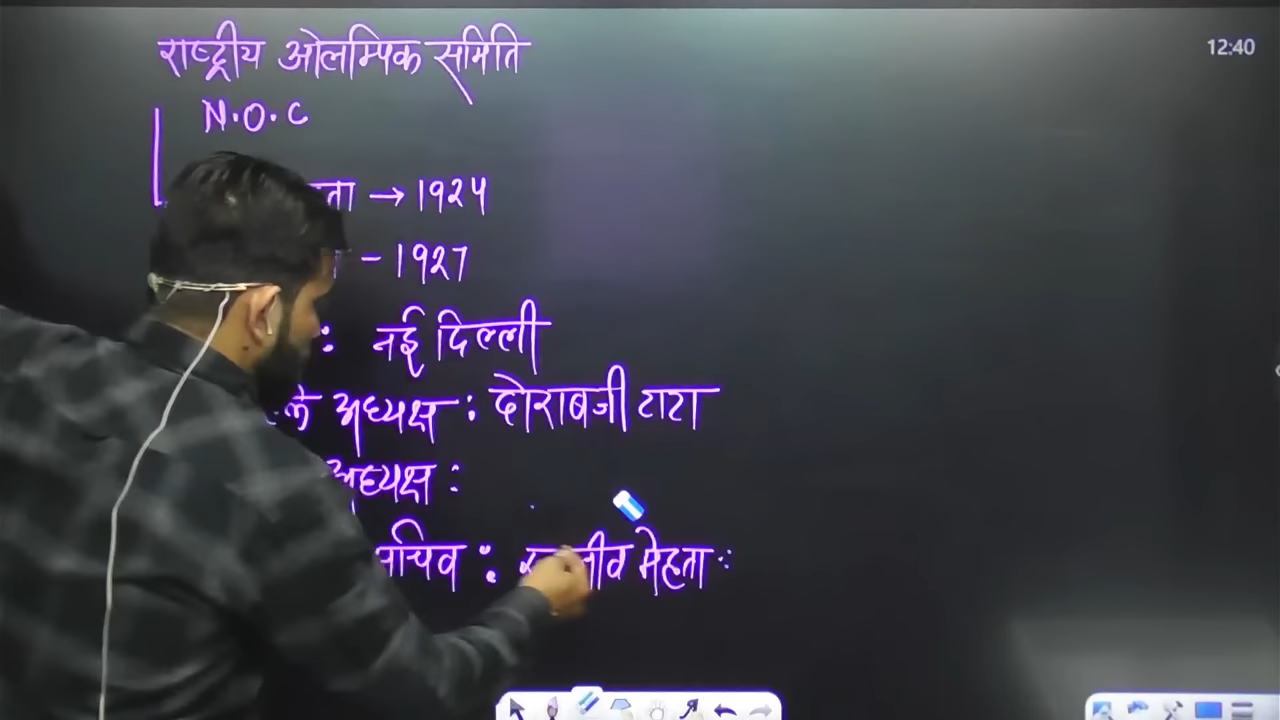 राष्ट्रीय ओलम्पिक समिति
N.O.C
→ 1924
- 1927
: नई दिल्ली
अध्यक्ष : दोराबजी टाटा
अध्यक्ष :
सचिव : मेहता
12:40